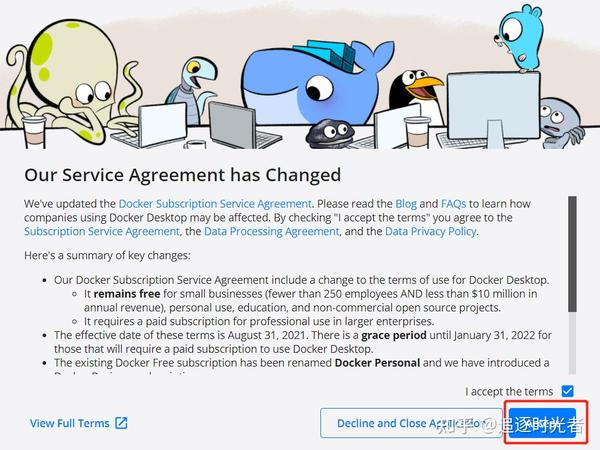 Our Service Agreement has Changed
We've updated the Docker Subscription Service Agreement. Please read the Blog and FAQs to learn how
companies using Docker Desktop may be affected. By checking "I accept the terms" you agree to the
Subscription Service Agreement, the Data Processing Agreement, and the Data Privacy Policy.
Here's a summary of key changes:
• Our Docker Subscription Service Agreement include a change to the terms of use for Docker Desktop.
◦ It remains free for small businesses (fewer than 250 employees AND less than $10 million in
annual revenue), personal use, education, and non-commercial open source projects.
◦ It requires a paid subscription for professional use in larger enterprises.
• The effective date of these terms is August 31, 2021. There is a grace period until January 31, 2022 for
those that will require a paid subscription to use Docker Desktop.
• The existing Docker Free subscription has been renamed Docker Personal and we have introduced a
I accept the terms
View Full Terms
Decline and Close Application
知乎 @追逐时光者